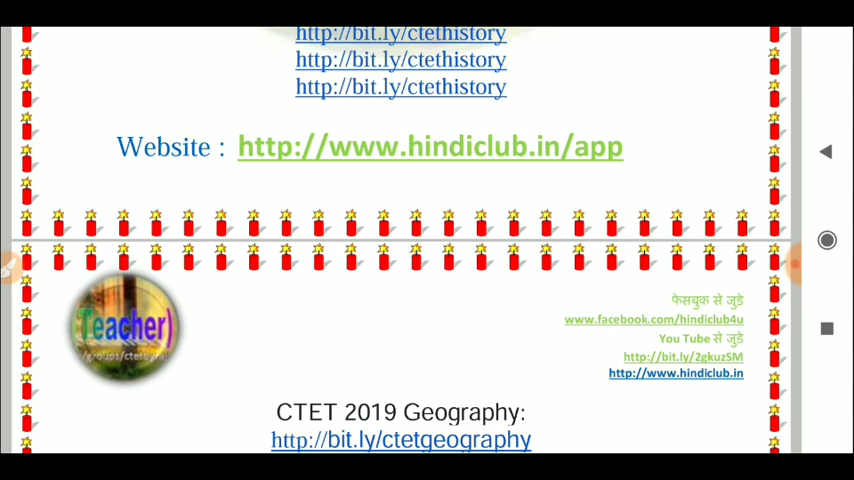 http://bit.ly/ctethistory
http://bit.ly/ctethistory
http://bit.ly/ctethistory
Website : http://www.hindiclub.in/app
Teacher)
फेसबुक से जुडे
www.facebook.com/hindiclub4u
You Tube से जुडे
http://bit.ly/2gkuzSM
http://www.hindiclub.in
CTET 2019 Geography:
http://bit.ly/ctetgeography